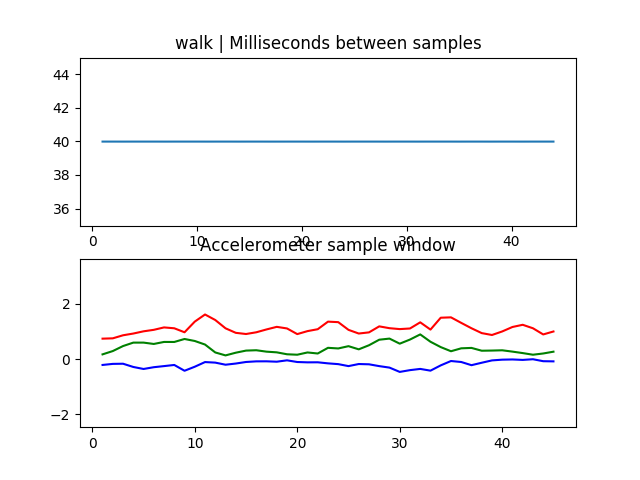 walk | Milliseconds between samples
44
42
40
38
36
0 10 20 30 40
Accelerometer sample window
2
0
−2
0 10 20 30 40